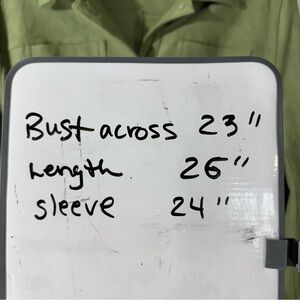 Bust across 23"
Length 26"
sleeve 24"